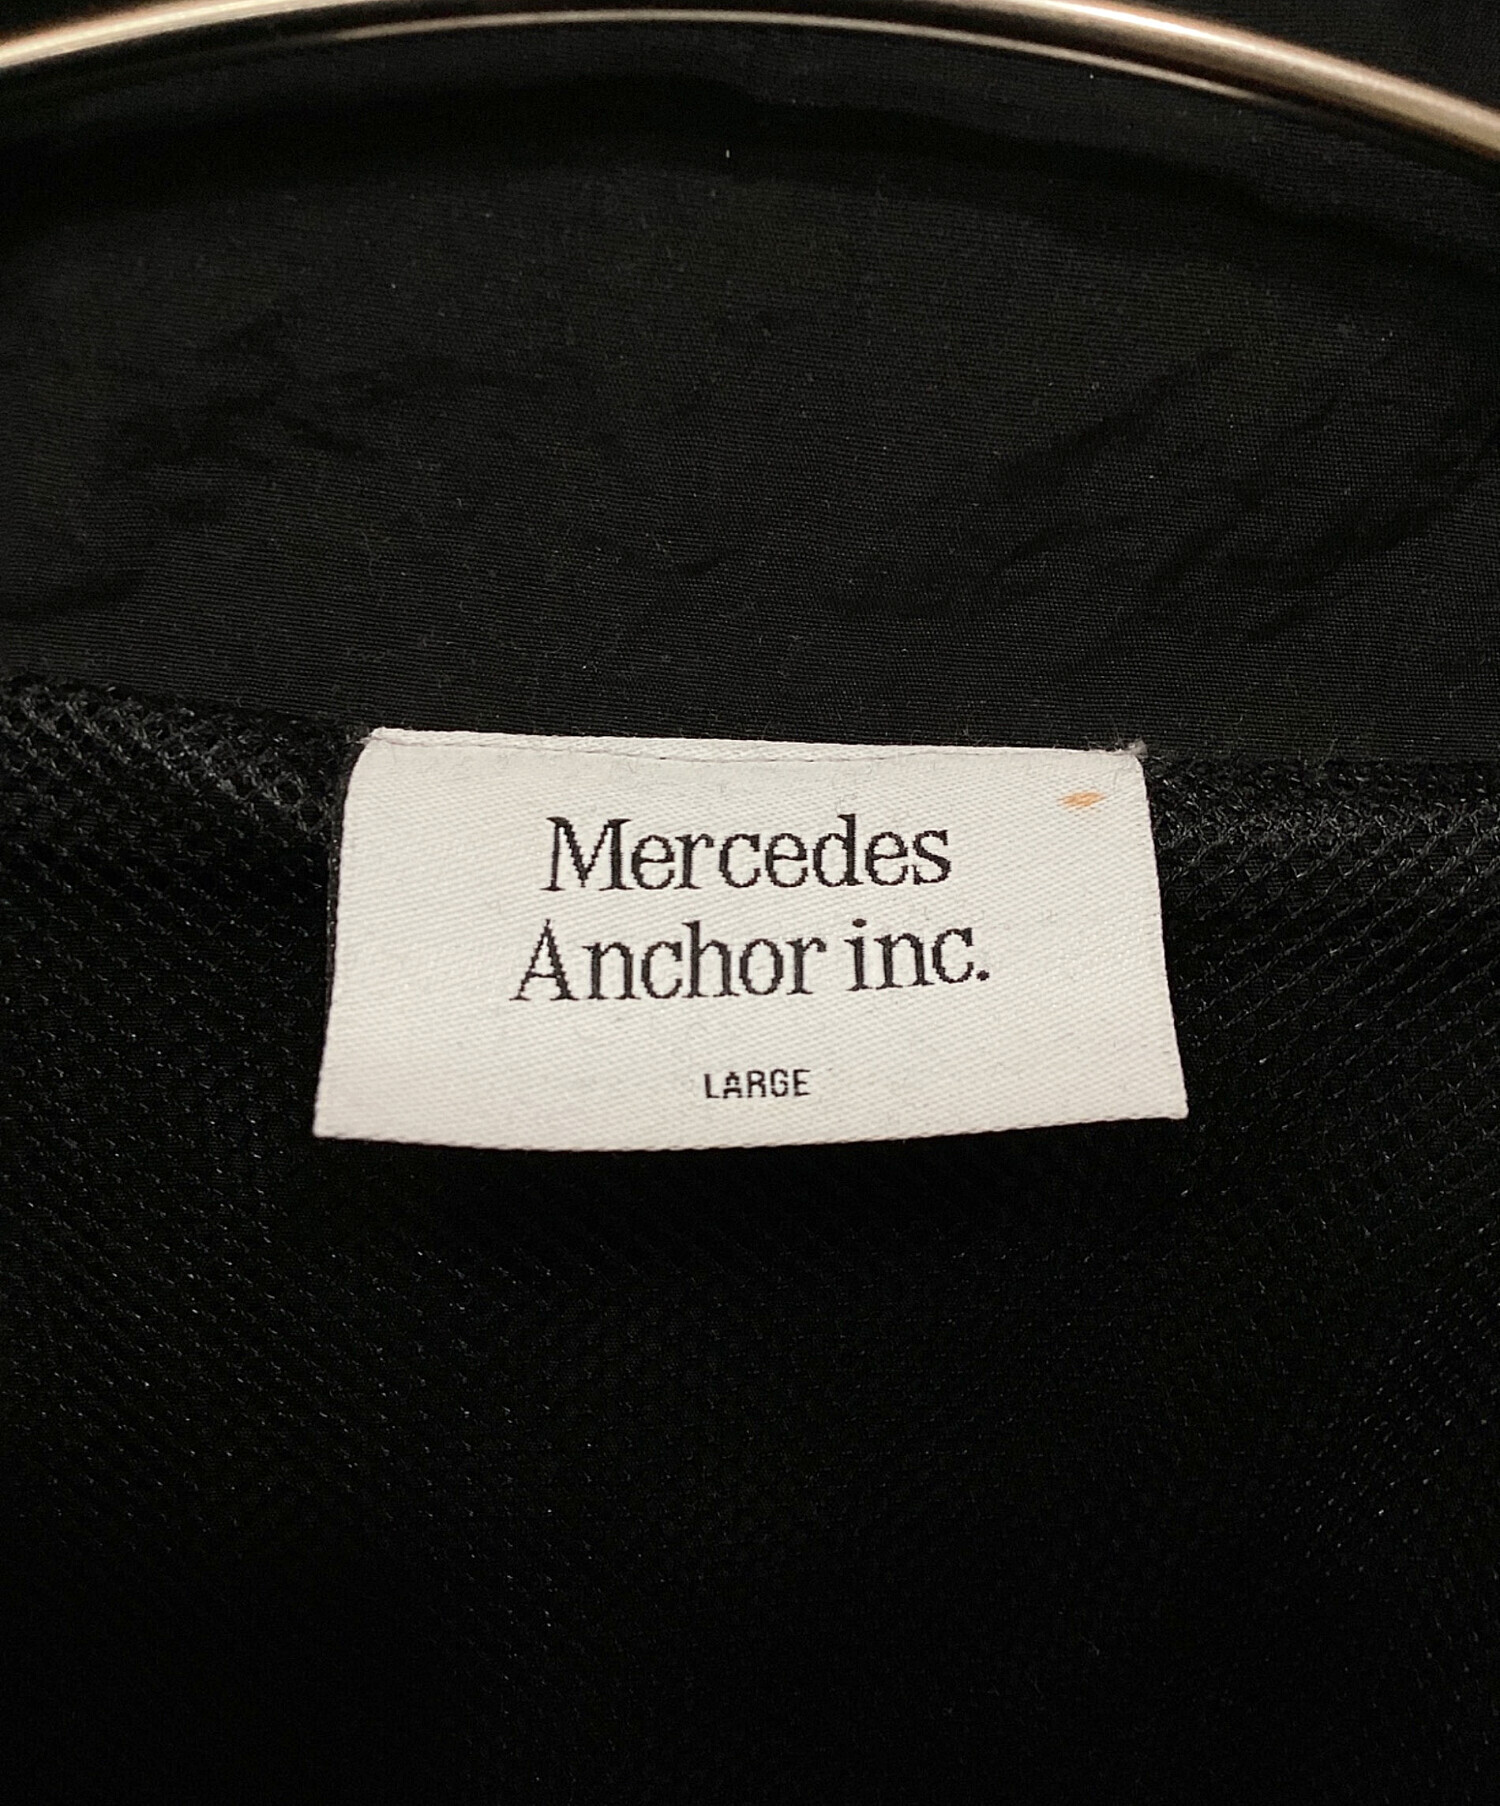 Mercedes
Anchor inc.
LARGE